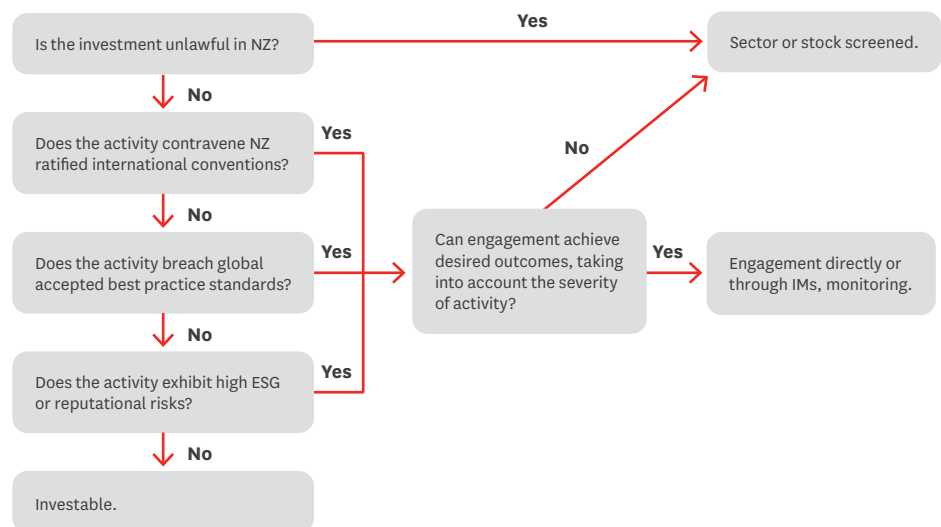 Is the investment unlawful in NZ?
Yes
Sector or stock screened.
No
Does the activity contravene NZ
ratified international conventions?
Yes
No
No
Does the activity breach global
accepted best practice standards?
Yes
Can engagement achieve
desired outcomes, taking
into account the severity
of activity?
Yes
Engagement directly or
through IMs, monitoring.
No
Does the activity exhibit high ESG
or reputational risks?
Yes
No
Investable.